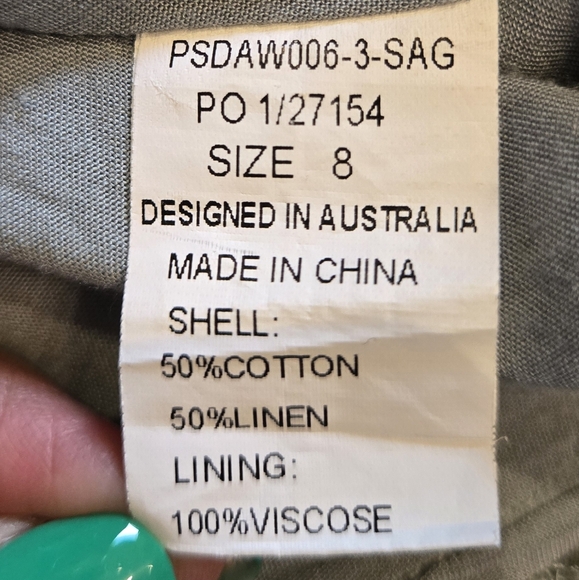 PSDAW006-3-SAG
PO 1/27154
SIZE 8
DESIGNED IN AUSTRALIA
MADE IN CHINA
SHELL:
50%COTTON
50%LINEN
LINING:
100%VISCOSE